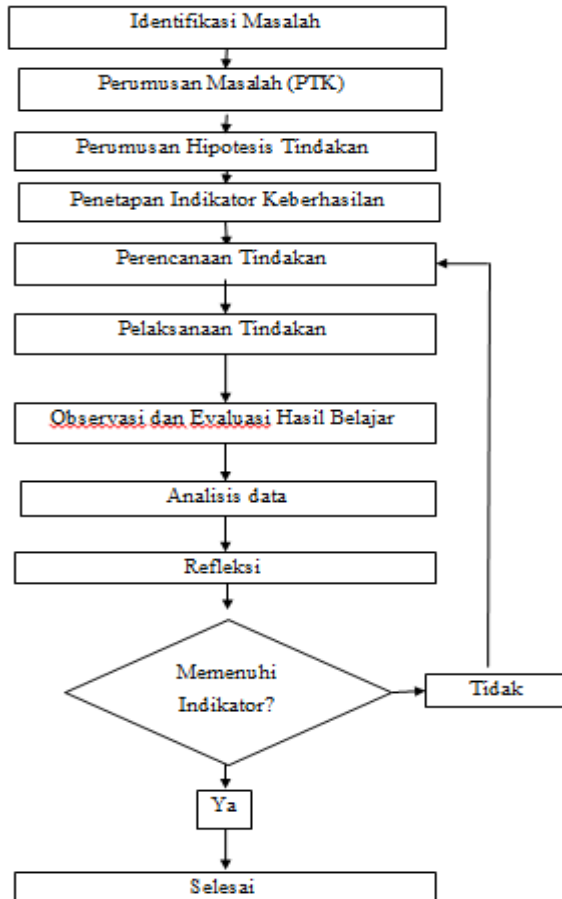 Identifikasi Masalah
Perumusan Masalah (PTK)
Perumusan Hipotesis Tindakan
Penetapan Indikator Keberhasilan
Perencanaan Tindakan
Pelaksanaan Tindakan
Observasi dan Evaluasi Hasil Belajar
Analisis data
Refleksi
Memenuhi
Indikator?
Tidak
Ya
Selesai